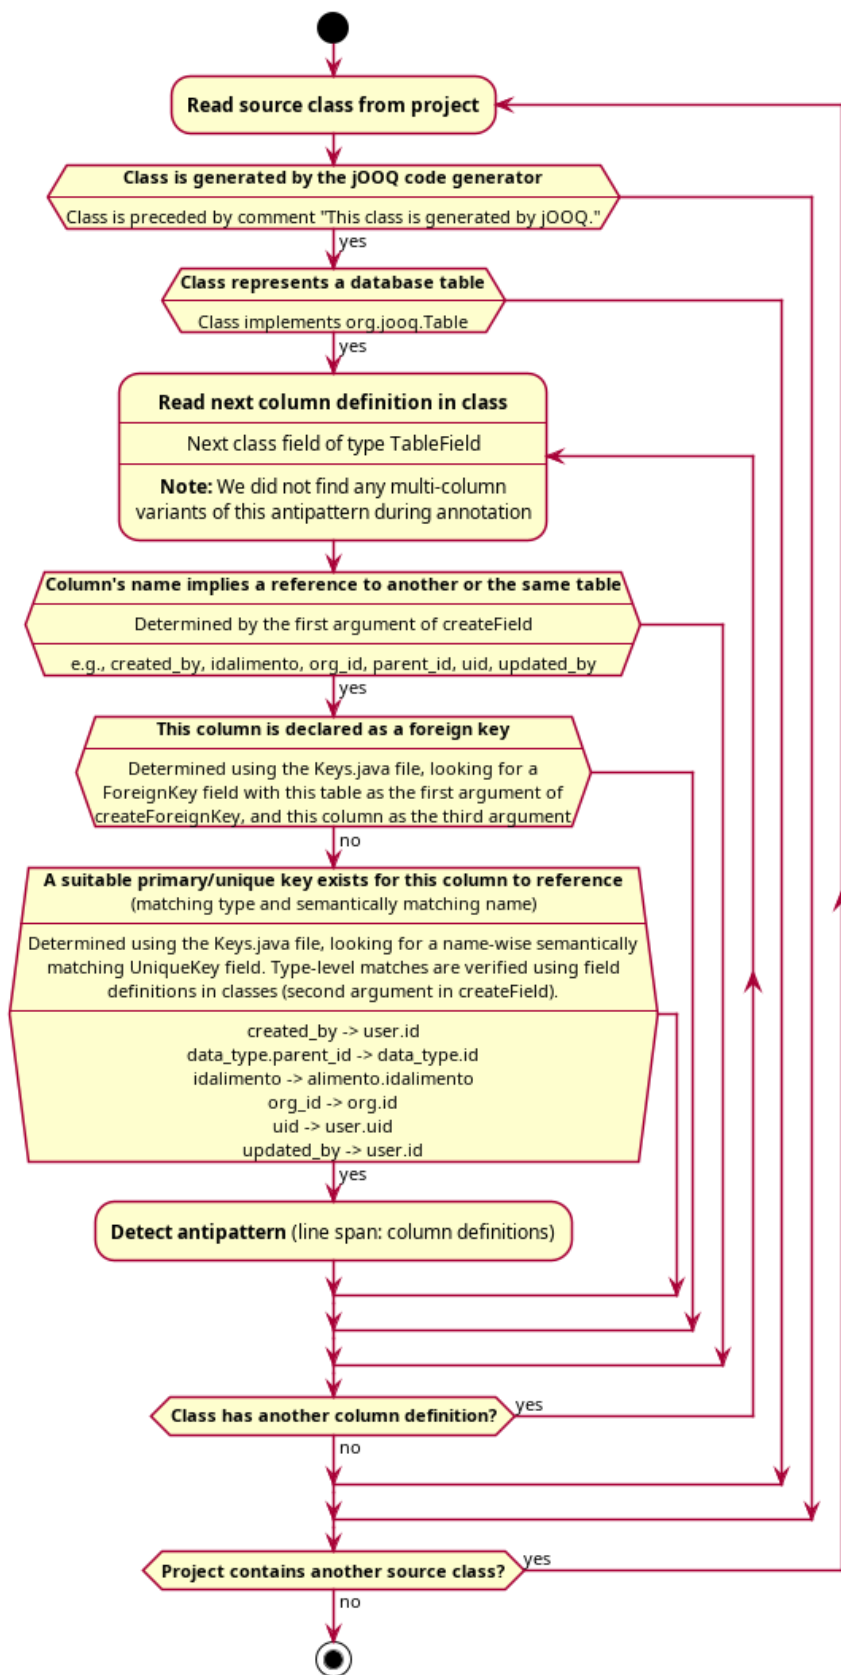 Read source class from project
Class is generated by the jOOQ code generator
Class is preceded by comment "This class is generated by jOOQ."
yes
Class represents a database table
Class implements org.jooq.Table
yes
Read next column definition in class
Next class field of type TableField
Note: We did not find any multi-column
variants of this antipattern during annotation
Column's name implies a reference to another or the same table
Determined by the first argument of createField
e.g., created_by, idalimento, org_id, parent_id, uid, updated_by
yes
This column is declared as a foreign key
Determined using the Keys.java file, looking for a
ForeignKey field with this table as the first argument of
createForeignKey, and this column as the third argument
no
A suitable primary/unique key exists for this column to reference
(matching type and semantically matching name)
Determined using the Keys.java file, looking for a name-wise semantically
matching UniqueKey field. Type-level matches are verified using field
definitions in classes (second argument in createField).
created_by -> user.id
data_type.parent_id -> data_type.id
idalimento -> alimento.idalimento
org_id -> org.id
uid -> user.uid
updated_by -> user.id
yes
Detect antipattern (line span: column definitions)
Class has another column definition?
yes
no
Project contains another source class?
yes
no